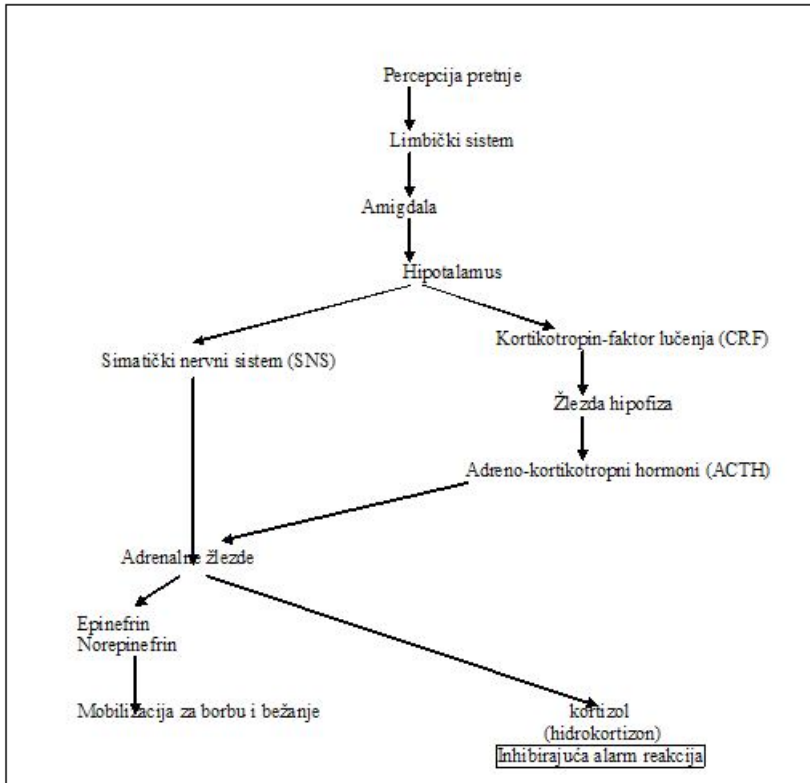 Percepcija pretnje
Limbički sistem
Amigdala
Hipotalamus
Kortikotropin-faktor lučenja (CRF)
Simatički nervni sistem (SNS)
Žlezda hipofiza
Adreno-kortikotropni hormoni (ACTH)
Adrenalne žlezde
Epinefrin
Norepinefrin
Mobilizacija za borbu i bežanje
kortizol
(hidrokortizon)
Inhibirajuća alarm reakcija